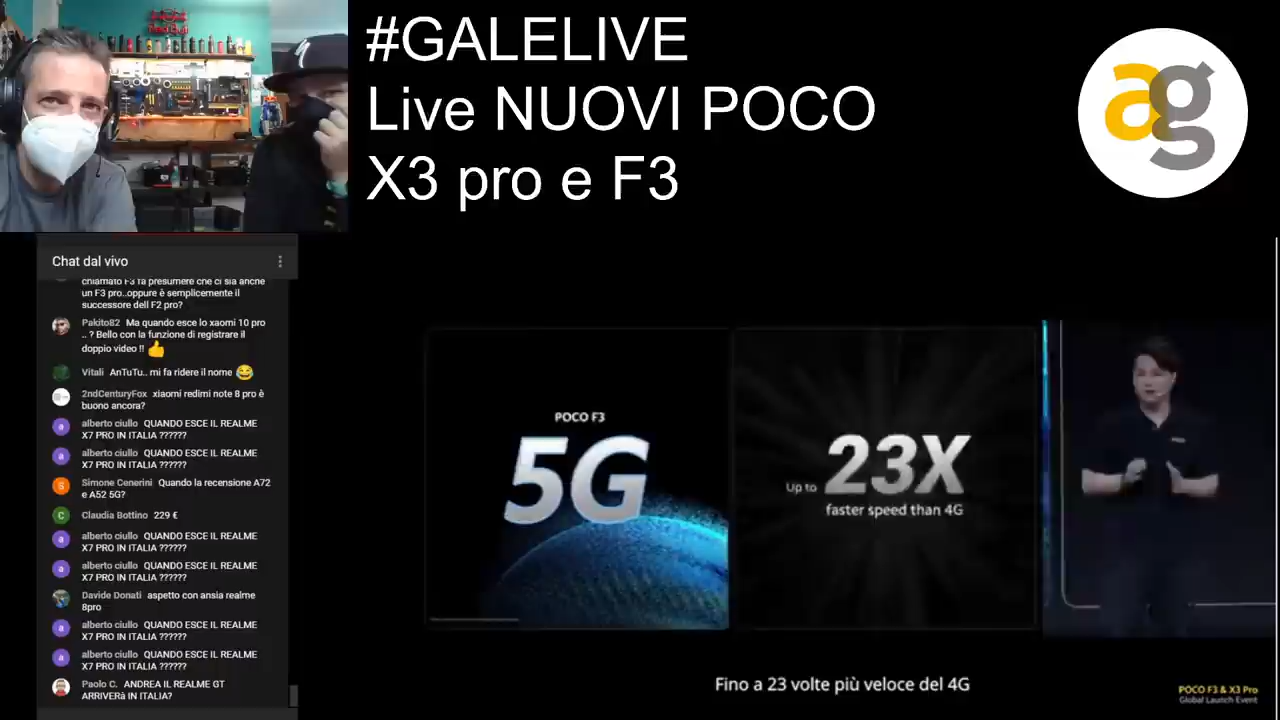 #GALELIVE
Live NUOVI POCO
X3 pro e F3
ag
Chat dal vivo
chiamato F3 fa presumere che ci sia anche
un F3 pro..oppure è semplicemente il
successore dell F2 pro?
Pakito82 Ma quando esce lo xaomi 10 pro
.. ? Bello con la funzione di registrare il
doppio video !! 👍
Vitali AnTuTu.. mi fa ridere il nome 😂
2ndCenturyFox xiaomi redimi note 8 pro è
buono ancora?
alberto ciullo QUANDO ESCE IL REALME
X7 PRO IN ITALIA ??????
alberto ciullo QUANDO ESCE IL REALME
X7 PRO IN ITALIA ??????
Simone Cenerini Quando la recensione A72
e A52 5G?
Claudia Bottino 229 €
alberto ciullo QUANDO ESCE IL REALME
X7 PRO IN ITALIA ??????
alberto ciullo QUANDO ESCE IL REALME
X7 PRO IN ITALIA ??????
Davide Donati aspetto con ansia realme
8pro
alberto ciullo QUANDO ESCE IL REALME
X7 PRO IN ITALIA ??????
alberto ciullo QUANDO ESCE IL REALME
X7 PRO IN ITALIA ??????
Paolo C. ANDREA IL REALME GT
ARRIVERà IN ITALIA?
POCO F3
5G
Up to 23X
faster speed than 4G
Fino a 23 volte più veloce del 4G
POCO F3 & X3 Pro
Global Launch Event